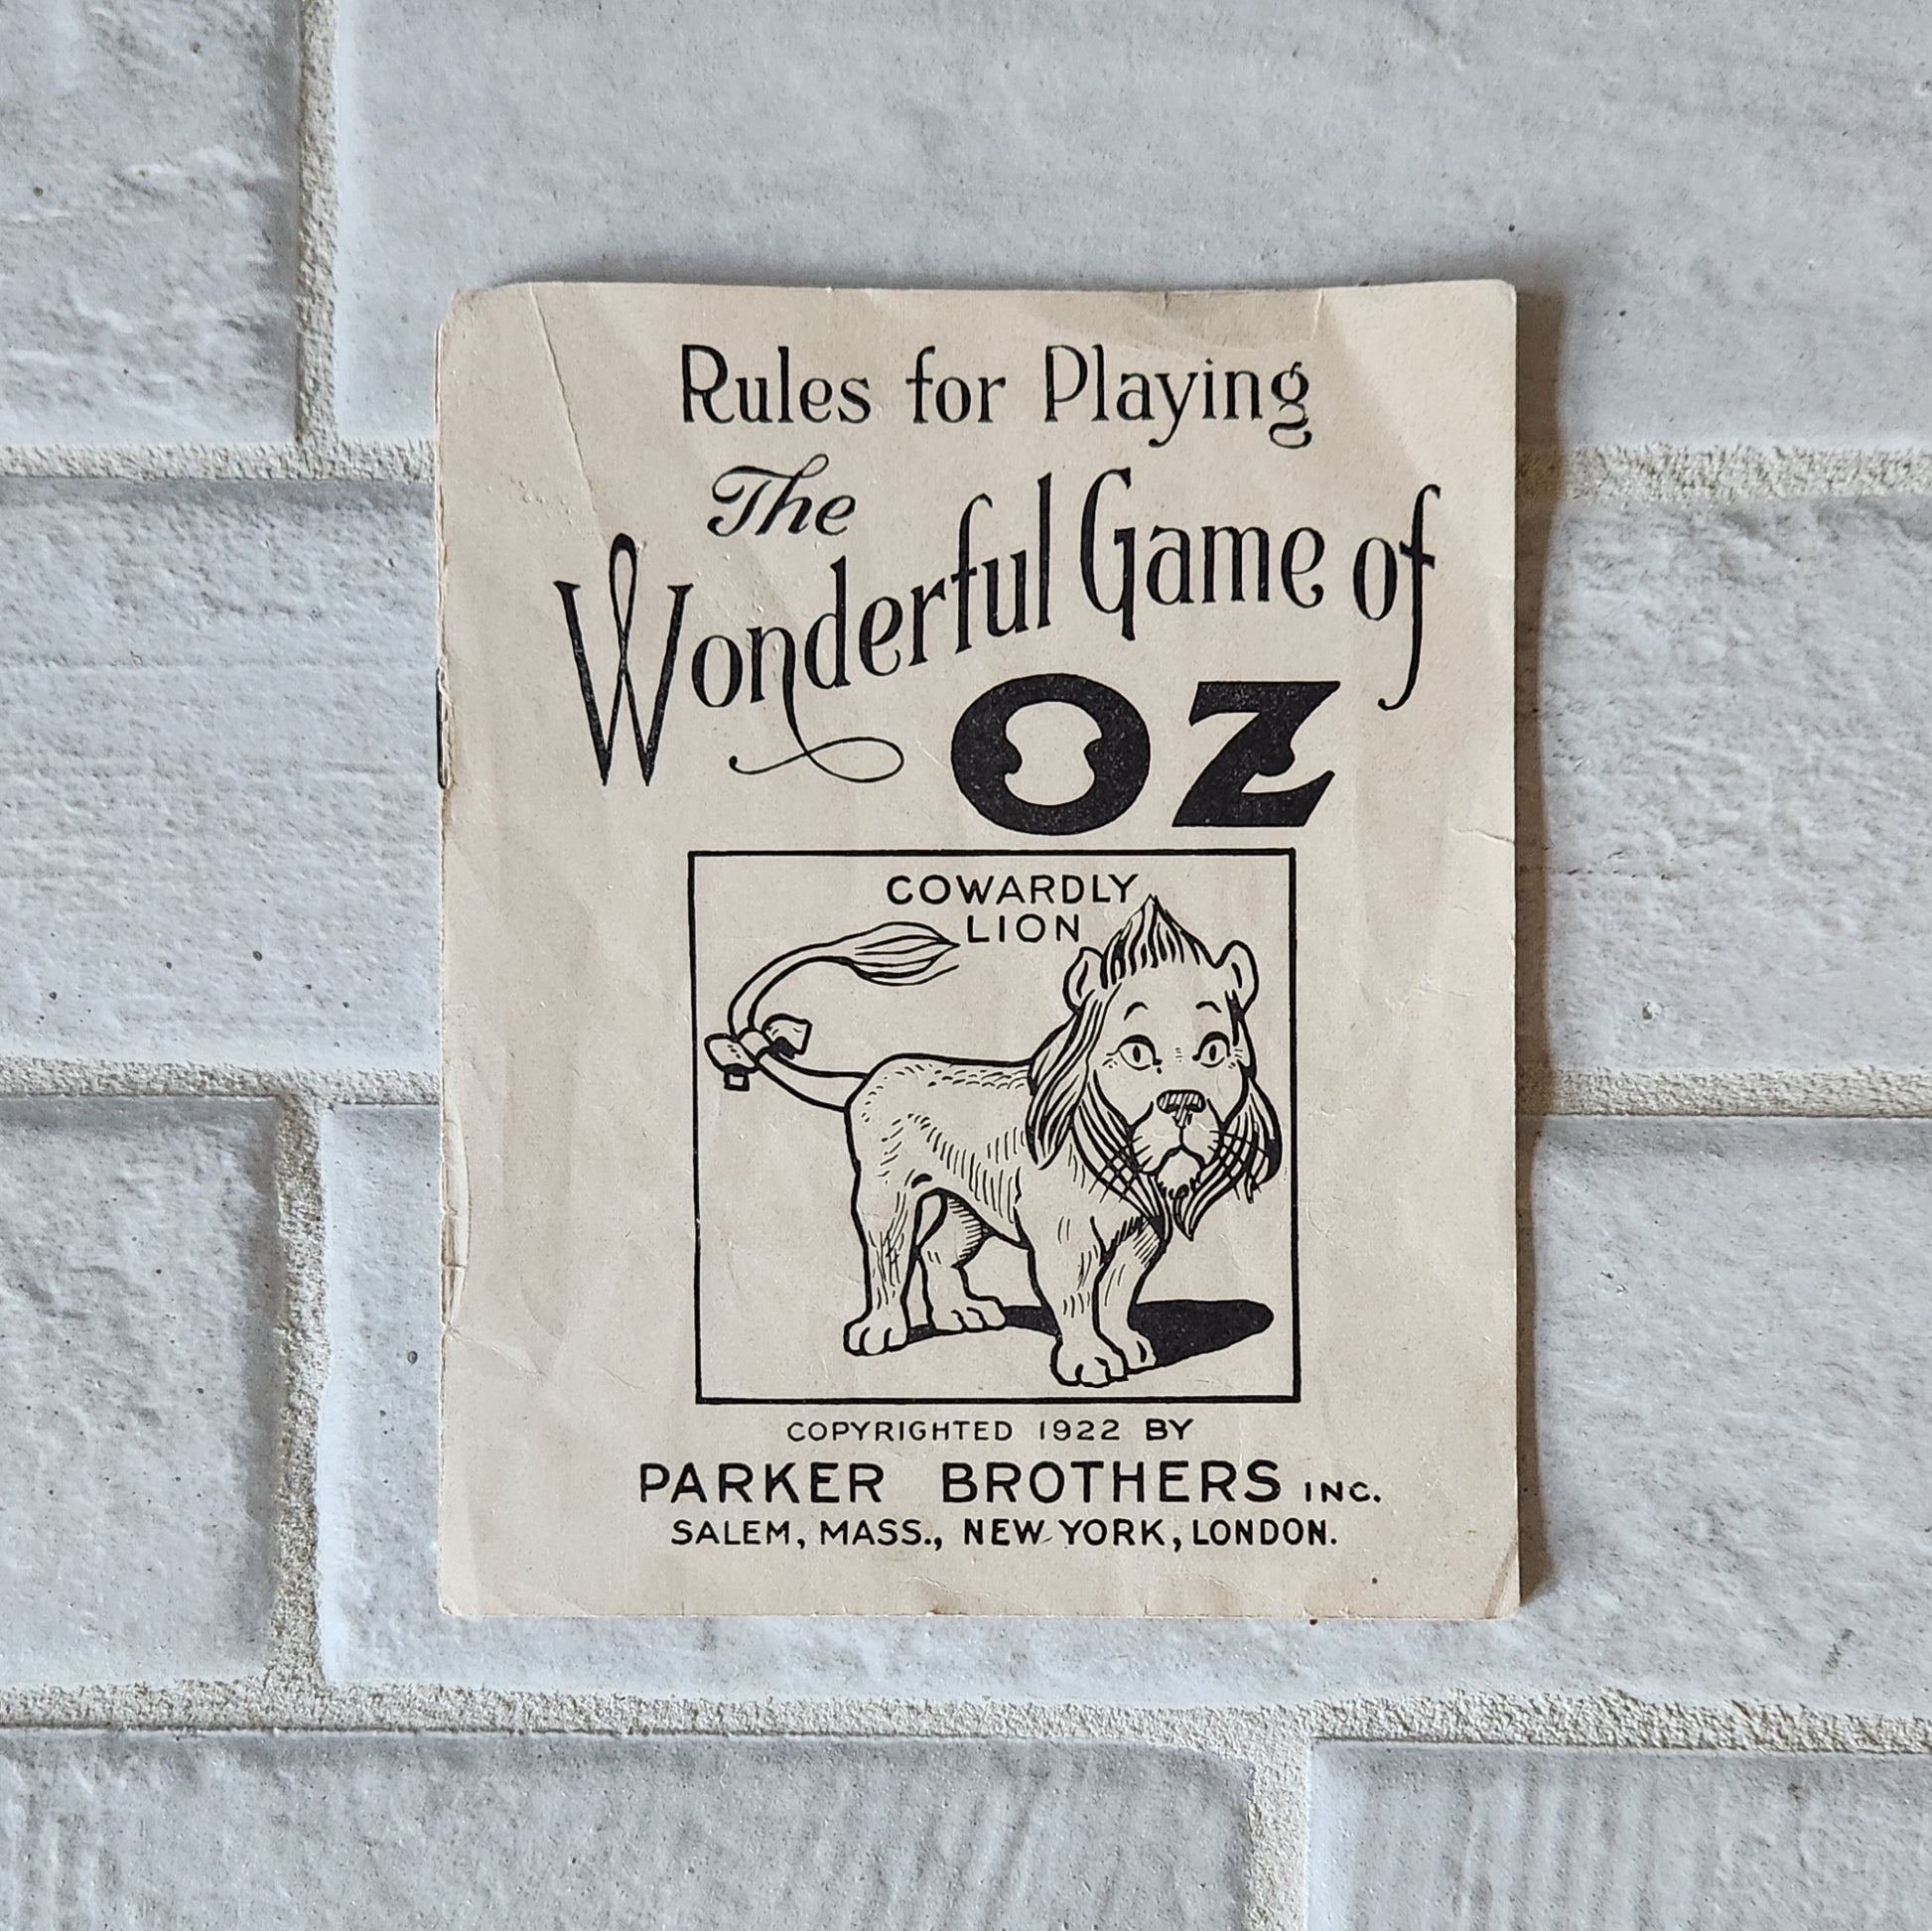 Rules for Playing
The
Wonderful Game of
OZ
COWARDLY
LION
COPYRIGHTED 1922 BY
PARKER BROTHERS INC.
SALEM, MASS., NEW YORK, LONDON.